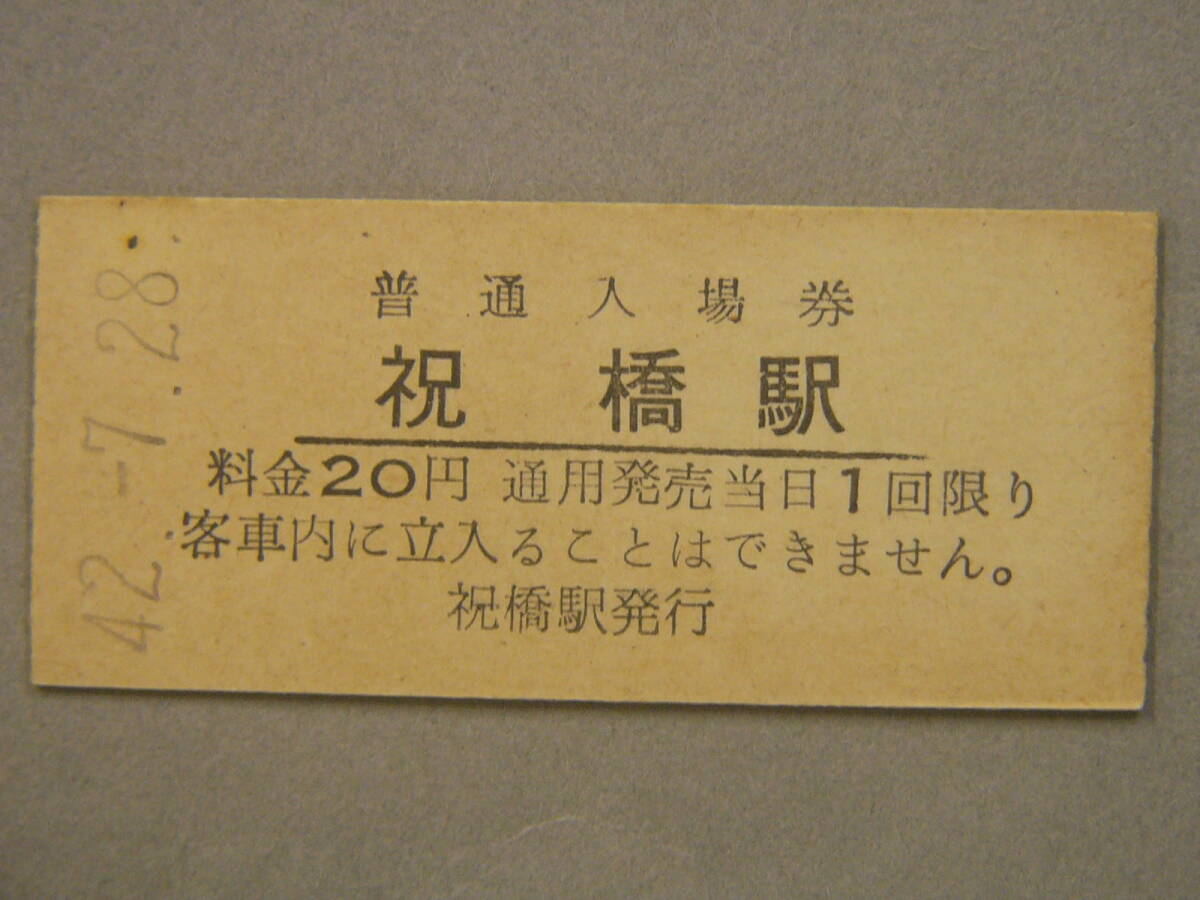 普通入場券
祝橋駅
料金20円 通用発売当日1回限り
客車内に立入ることはできません。
祝橋駅発行
42.-7.28.